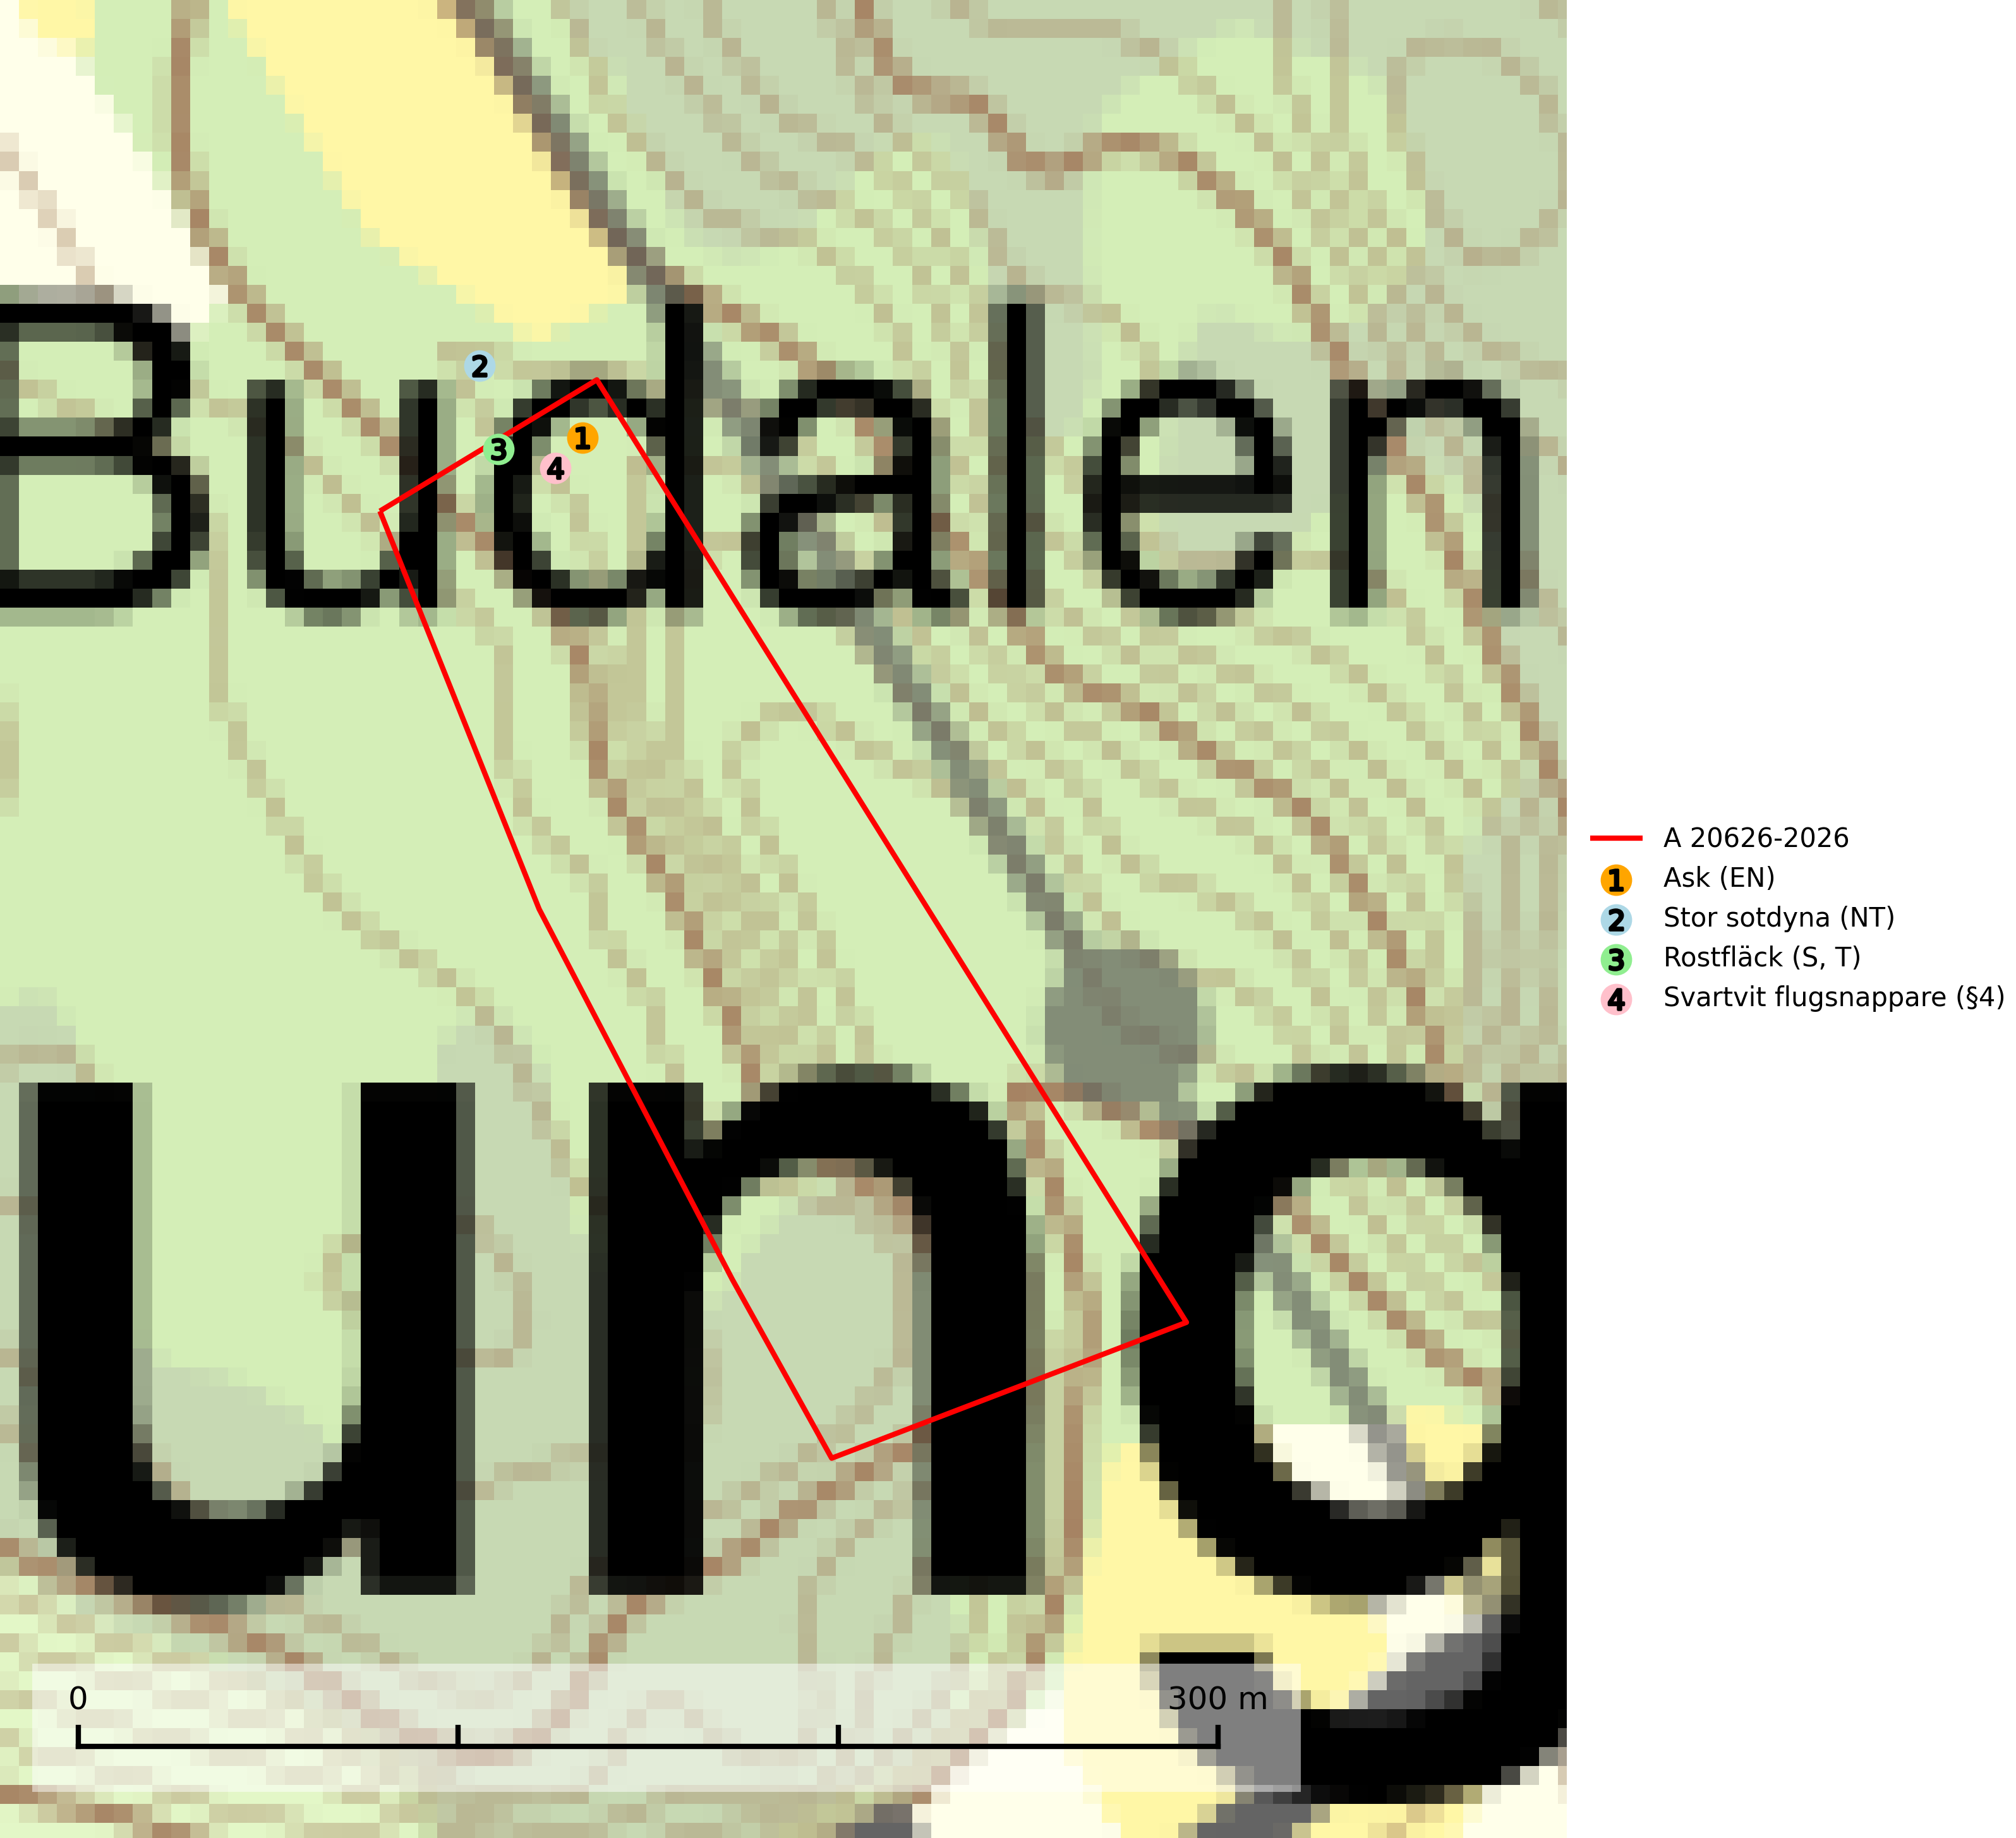 2
1
3
4
Budalen
ung
A 20626-2026
1 Ask (EN)
2 Stor sotdyna (NT)
3 Rostfläck (S, T)
4 Svartvit flugsnappare (§4)
0 300 m